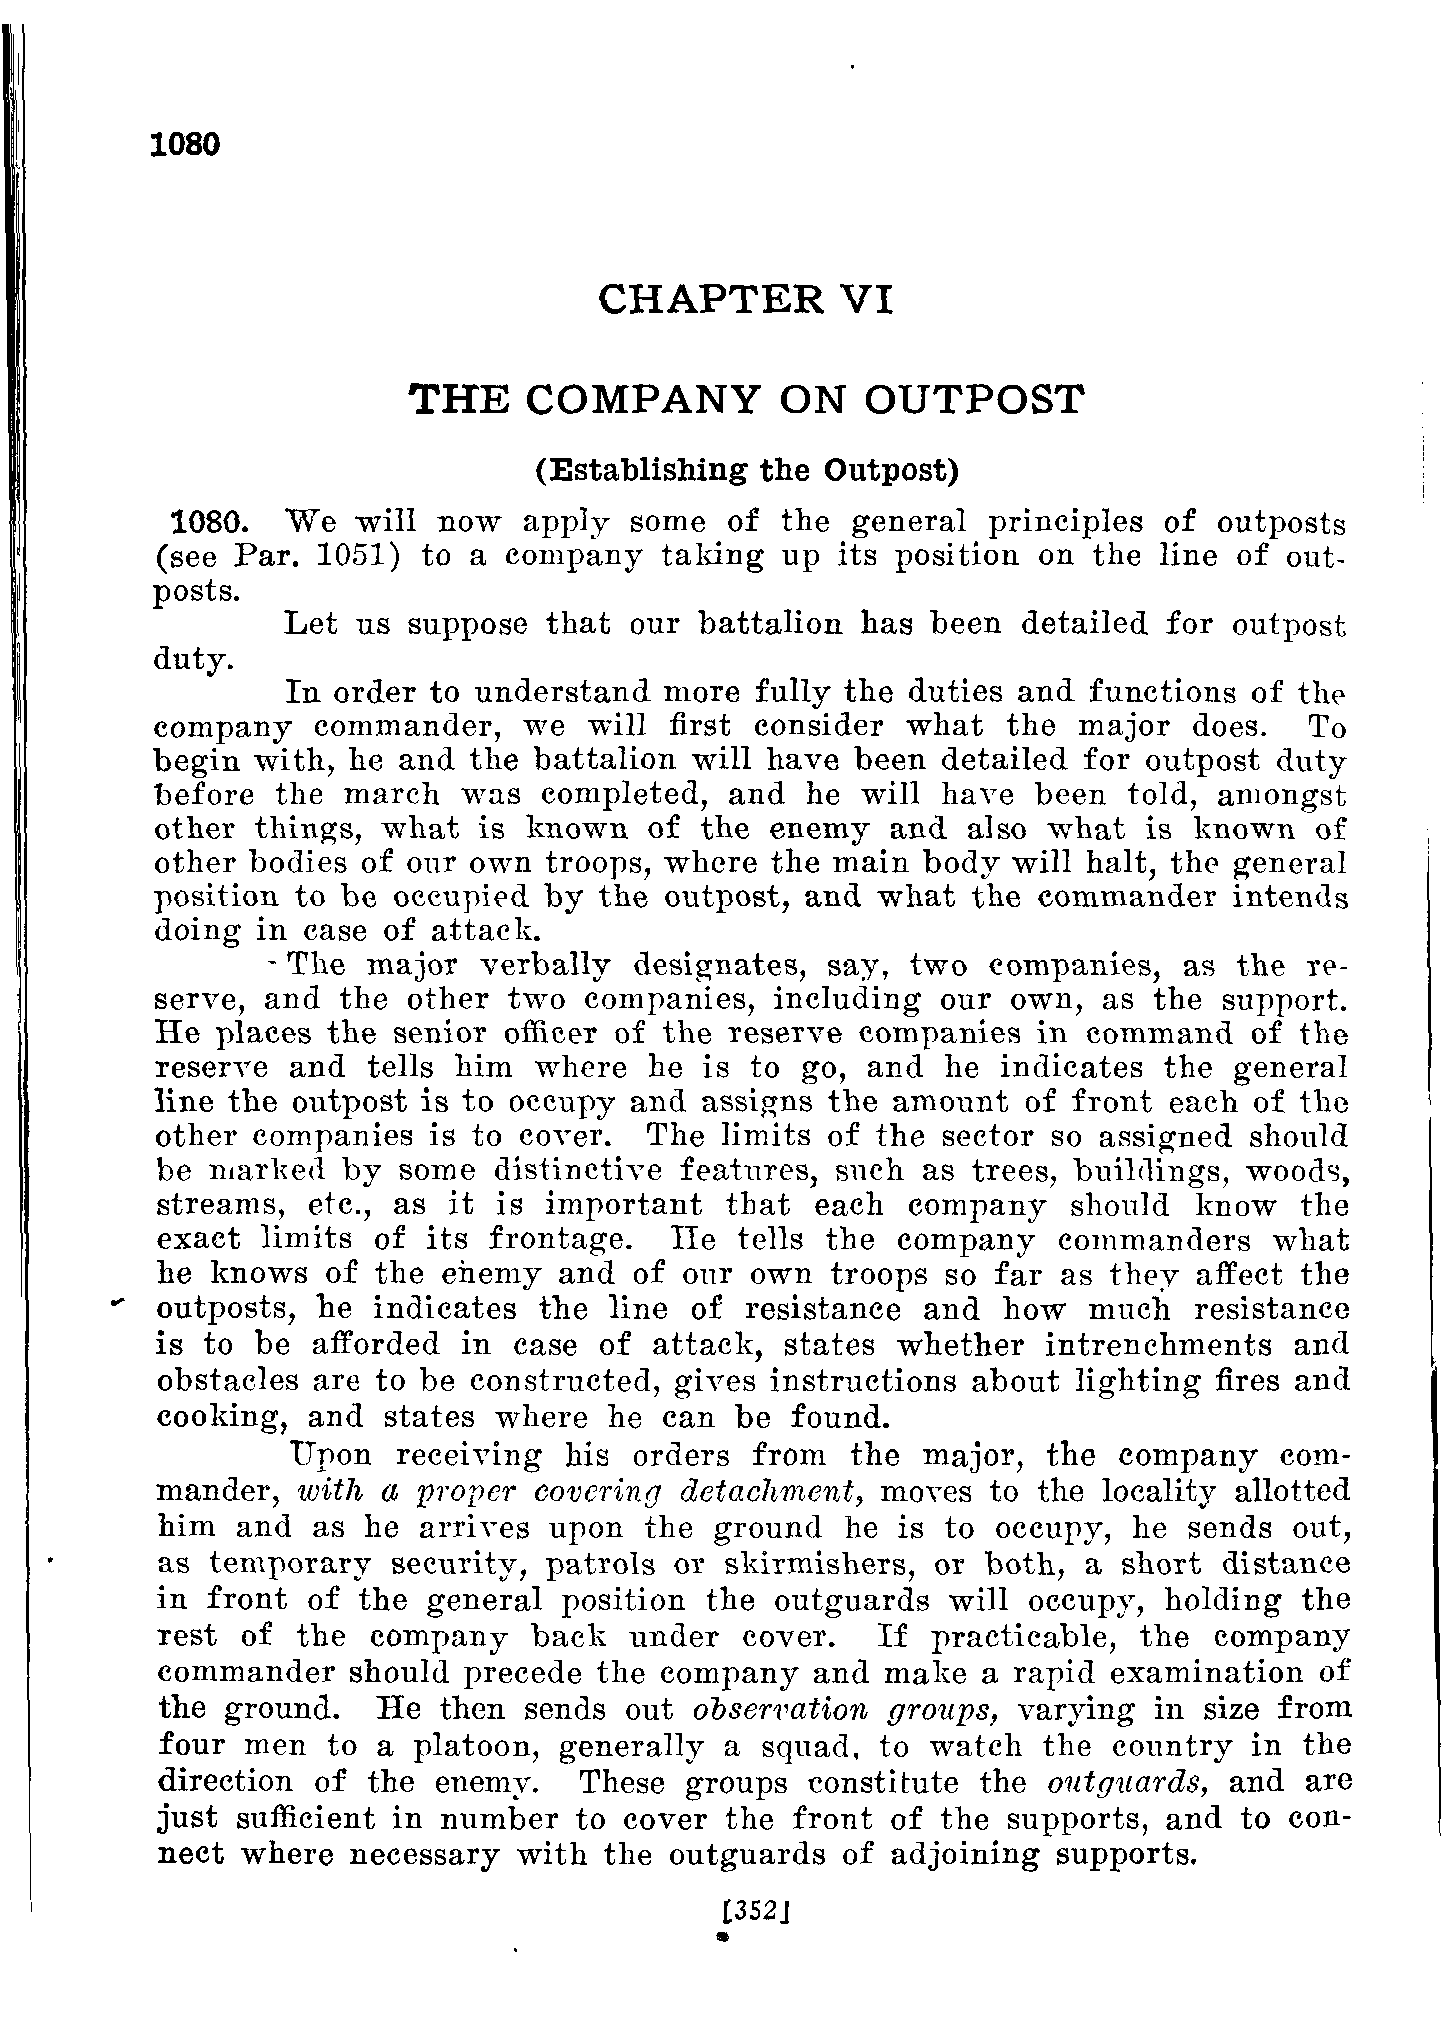 1080
CHAPTER VI
THE COMPANY ON OUTPOST
(Establishing the Outpost)
1080. We will now apply some of the general principles of outposts
(see Par. 1051) to a company taking up its position on the line of out-
posts.
Let us suppose that our battalion has been detailed for outpost
duty.
In order to understand more fully the duties and functions of the
company commander, we will first consider what the major does. To
begin with, he and the battalion will have been detailed for outpost duty
before the march was completed, and he will have been told, amongst
other things, what is known of the enemy and also what is known of
other bodies of our own troops, where the main body will halt, the general
position to be occupied by the outpost, and what the commander intends
doing in case of attack.
The major verbally designates, say, two companies, as the re-
serve, and the other two companies, including our own, as the support.
He places the senior officer of the reserve companies in command of the
reserve and tells him where he is to go, and he indicates the general
line the outpost is to occupy and assigns the amount of front each of the
other companies is to cover. The limits of the sector so assigned should
be marked by some distinctive features, such as trees, buildings, woods,
streams, etc., as it is important that each company should know the
exact limits of its frontage. He tells the company commanders what
he knows of the enemy and of our own troops so far as they affect the
outposts, he indicates the line of resistance and how much resistance
is to be afforded in case of attack, states whether intrenchments and
obstacles are to be constructed, gives instructions about lighting fires and
cooking, and states where he can be found.
Upon receiving his orders from the major, the company com-
mander, with a proper covering detachment, moves to the locality allotted
him and as he arrives upon the ground he is to occupy, he sends out,
as temporary security, patrols or skirmishers, or both, a short distance
in front of the general position the outguards will occupy, holding the
rest of the company back under cover. If practicable, the company
commander should precede the company and make a rapid examination of
the ground. He then sends out observation groups, varying in size from
four men to a platoon, generally a squad, to watch the country in the
direction of the enemy. These groups constitute the outguards, and are
just sufficient in number to cover the front of the supports, and to con-
nect where necessary with the outguards of adjoining supports.
[352]